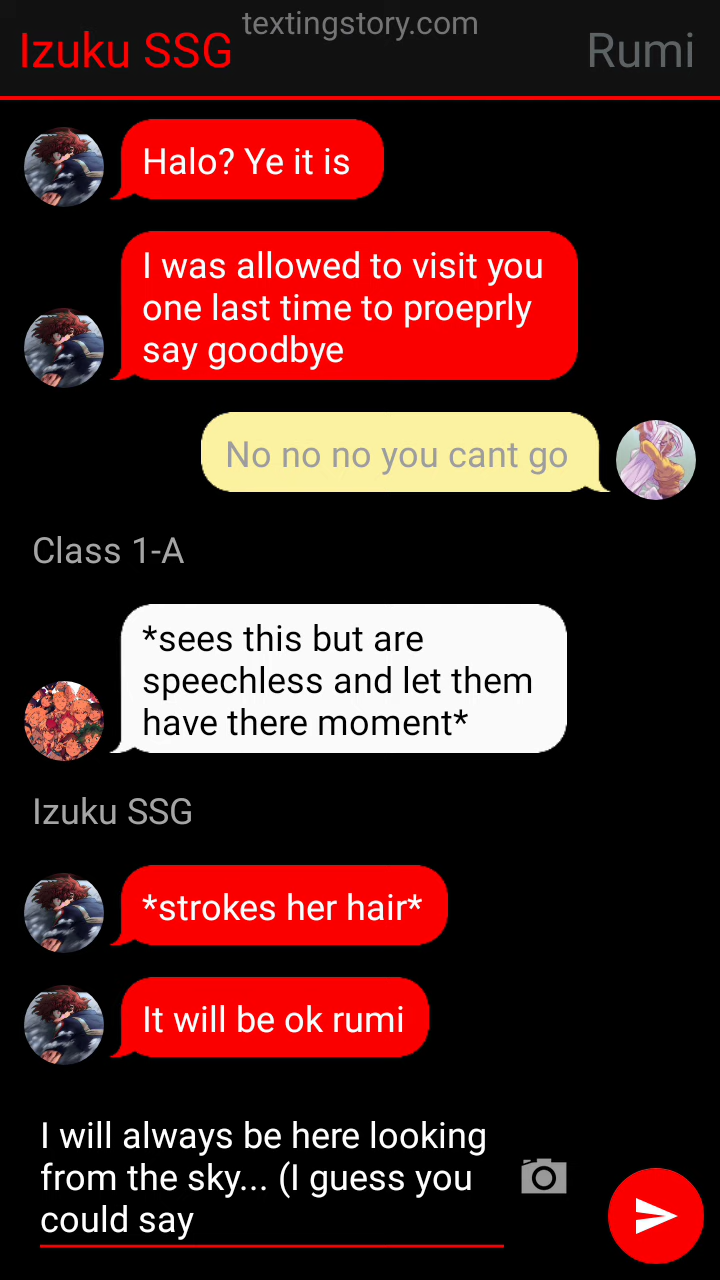 textingstory.com
Izuku SSG
Rumi
Halo? Ye it is
I was allowed to visit you
one last time to proeprly
say goodbye
No no no you cant go
Class 1-A
*sees this but are
speechless and let them
have there moment*
Izuku SSG
*strokes her hair*
It will be ok rumi
I will always be here looking
from the sky... (I guess you
could say